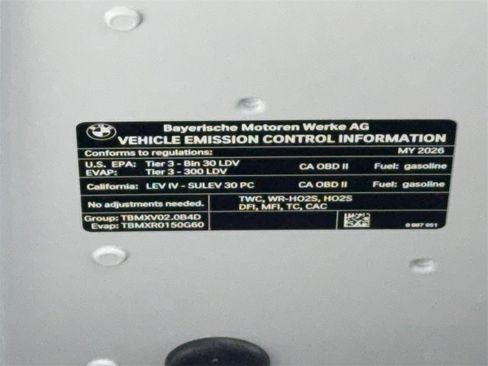 BMW
Bayerische Motoren Werke AG
VEHICLE EMISSION CONTROL INFORMATION
Conforms to regulations: MY 2026
U.S. EPA: Tier 3 - Bin 30 LDV CA OBD II Fuel: gasoline
EVAP: Tier 3 - 300 LDV
California: LEV IV - SULEV 30 PC CA OBD II Fuel: gasoline
No adjustments needed. TWC, WR-HO2S, HO2S
DFI, MFI, TC, CAC
Group: TBMXV02.0B4D
Evap: TBMXR0150G60